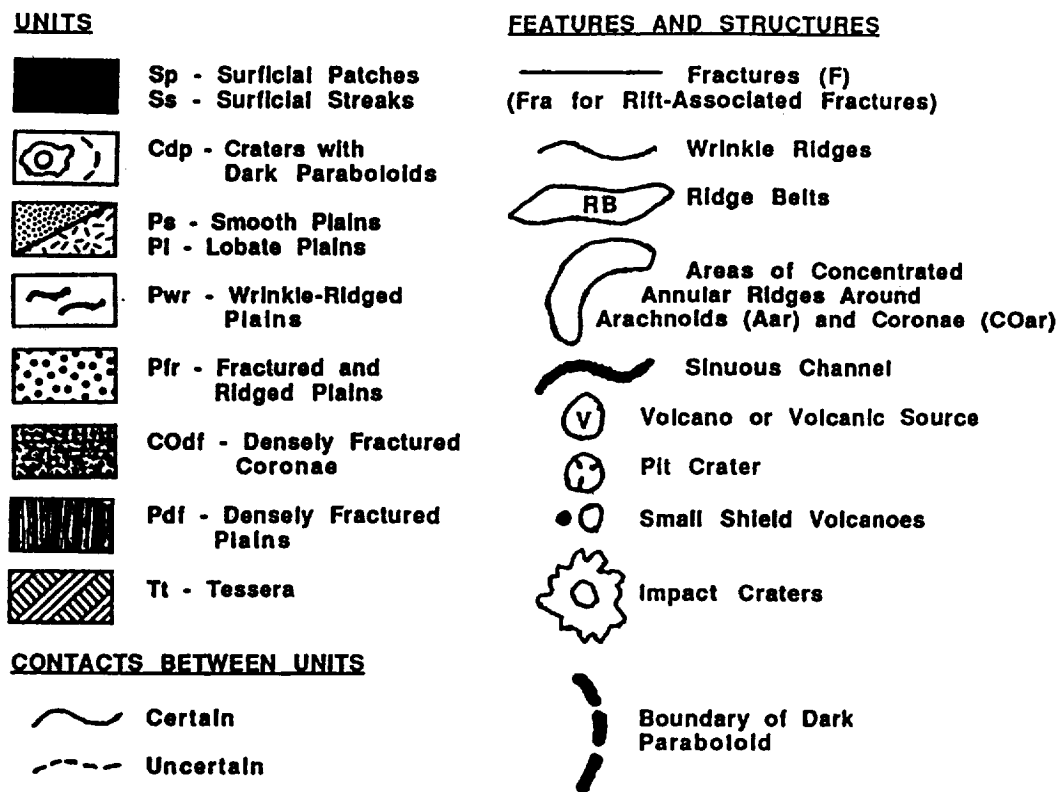 UNITS
Sp - Surficial Patches
Ss - Surficial Streaks
Cdp - Craters with
Dark Paraboloids
Ps - Smooth Plains
Pl - Lobate Plains
Pwr - Wrinkle-Ridged
Plains
Pfr - Fractured and
Ridged Plains
COdf - Densely Fractured
Coronae
Pdf - Densely Fractured
Plains
Tt - Tessera
CONTACTS BETWEEN UNITS
Certain
Uncertain
FEATURES AND STRUCTURES
Fractures (F)
(Fra for Rift-Associated Fractures)
Wrinkle Ridges
RB
Ridge Belts
Areas of Concentrated
Annular Ridges Around
Arachnoids (Aar) and Coronae (COar)
Sinuous Channel
V
Volcano or Volcanic Source
Pit Crater
Small Shield Volcanoes
Impact Craters
Boundary of Dark
Paraboloid